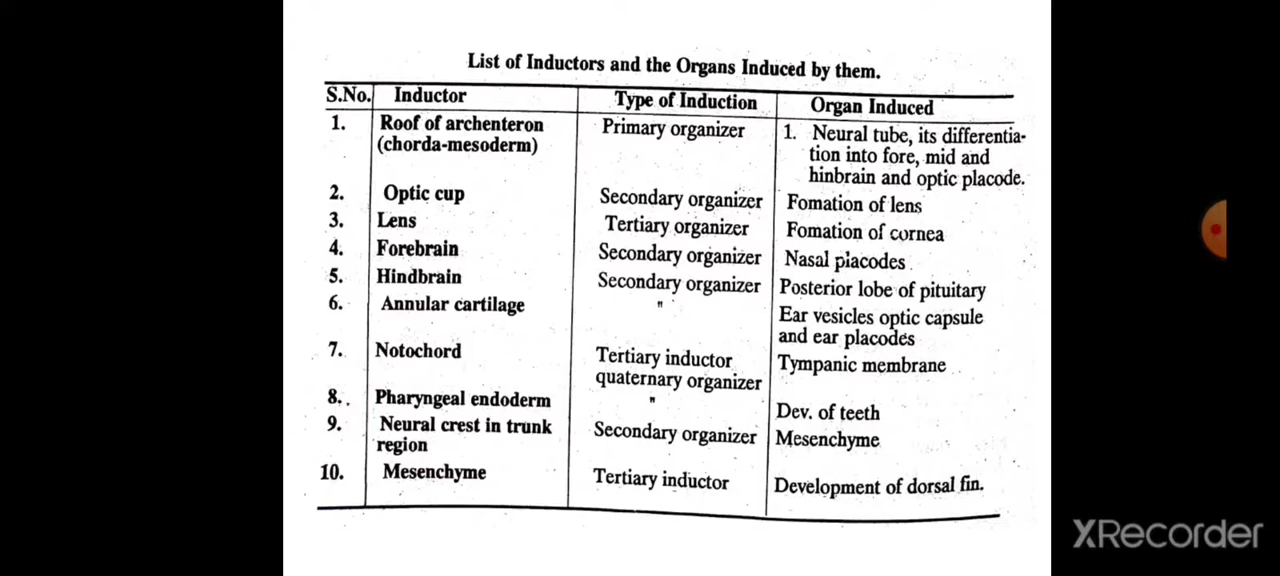 List of Inductors and the Organs Induced by them.
S.No. Inductor Type of Induction Organ Induced
1. Roof of archenteron Primary organizer 1. Neural tube, its differentia-
(chorda-mesoderm) tion into fore, mid and
hinbrain and optic placode.
2. Optic cup Secondary organizer Fomation of lens
3. Lens Tertiary organizer Fomation of cornea
4. Forebrain Secondary organizer Nasal piacodes
5. Hindbrain Secondary organizer Posterior lobe of pituitary
6. Annular cartilage " Ear vesicles optic capsule
and ear placodes
7. Notochord Tertiary inductor Tympanic membrane
quaternary organizer
8. Pharyngeal endoderm " Dev. of teeth
9. Neural crest in trunk Secondary organizer Mesenchyme
region
10. Mesenchyme Tertiary inductor Development of dorsal fin.
XRecorder